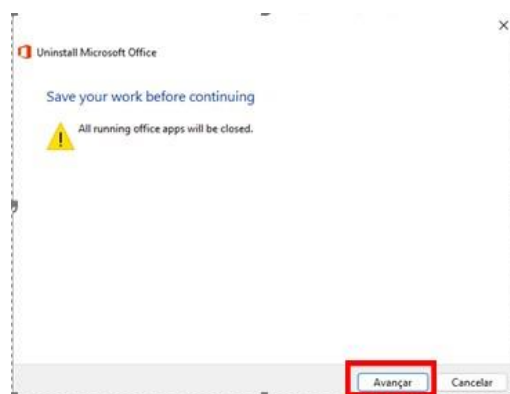 Uninstall Microsoft Office
Save your work before continuing
All running office apps will be closed.
Avançar Cancelar